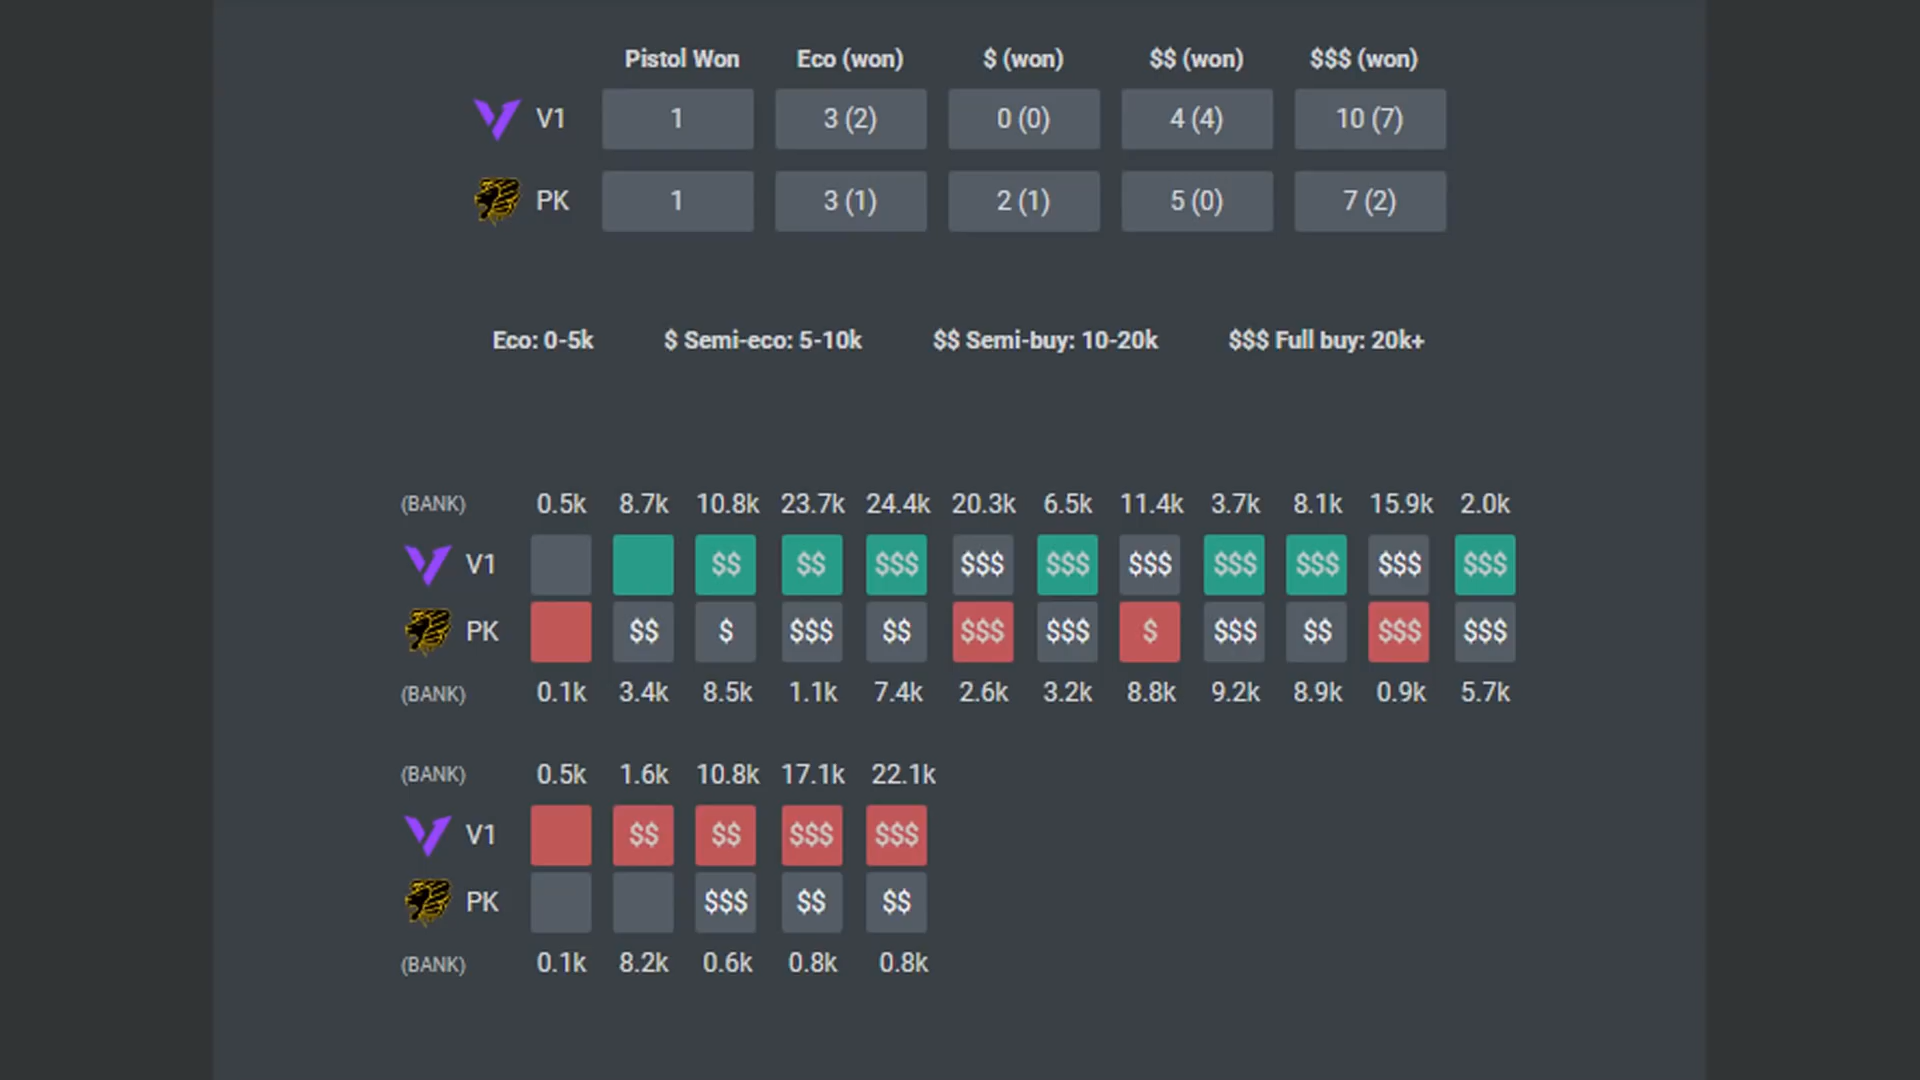 Pistol Won Eco (won) $ (won) $$ (won) $$$ (won)
V1 1 3 (2) 0 (0) 4 (4) 10 (7)
PK 1 3 (1) 2 (1) 5 (0) 7 (2)
Eco: 0-5k $ Semi-eco: 5-10k $$ Semi-buy: 10-20k $$$ Full buy: 20k+
(BANK) 0.5k 8.7k 10.8k 23.7k 24.4k 20.3k 6.5k 11.4k 3.7k 8.1k 15.9k 2.0k
V1 $$ $$ $$$ $$$ $$$ $$$ $$$ $$$ $$$ $$$
PK $$ $ $$$ $$ $$$ $$$ $ $$$ $$ $$$ $$$
(BANK) 0.1k 3.4k 8.5k 1.1k 7.4k 2.6k 3.2k 8.8k 9.2k 8.9k 0.9k 5.7k
(BANK) 0.5k 1.6k 10.8k 17.1k 22.1k
V1 $$ $$ $$$ $$$
PK $$$ $$ $$
(BANK) 0.1k 8.2k 0.6k 0.8k 0.8k